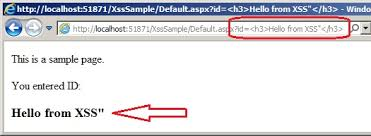 http://localhost:51871/XssSample/Default.aspx?id=<h3>Hello from XSS"</h3> - Windo
http://localhost:51871/XssSample/Default.aspx?id=<h3>Hello from XSS"</h3>
This is a sample page.
You entered ID:
Hello from XSS"